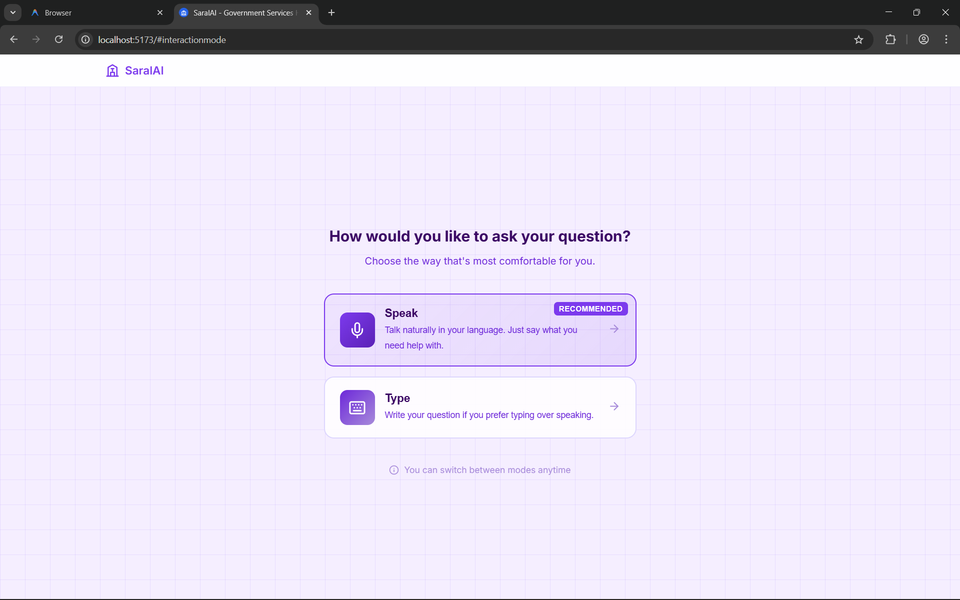 Browser
SaralAI - Government Services
localhost:5173/#interactionmode
SaralAI
How would you like to ask your question?
Choose the way that's most comfortable for you.
RECOMMENDED
Speak
Talk naturally in your language. Just say what you
need help with.
Type
Write your question if you prefer typing over speaking.
You can switch between modes anytime